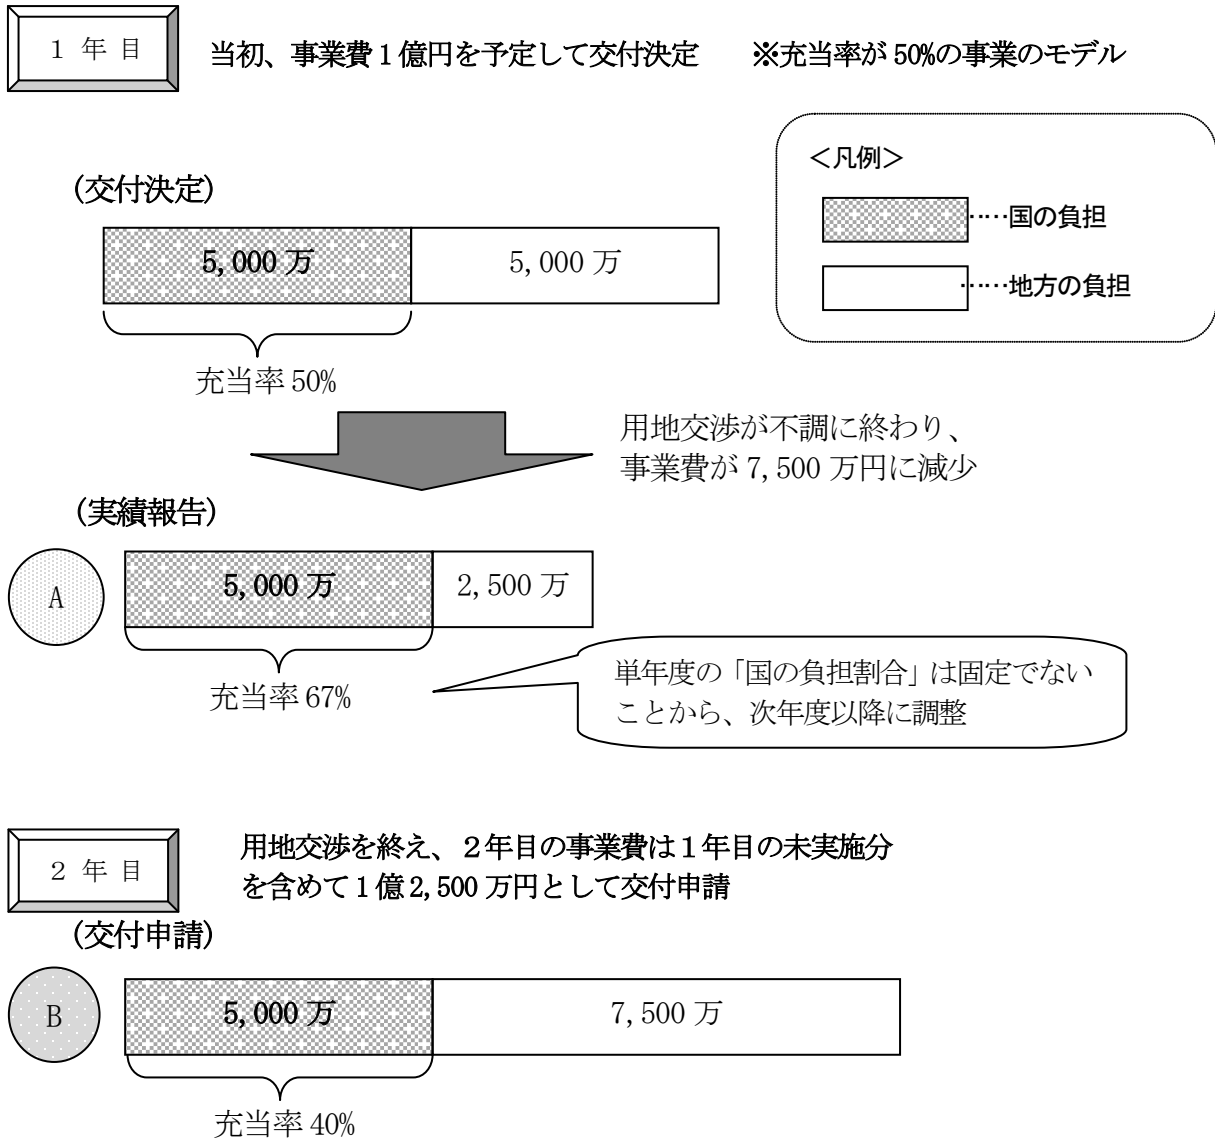 １年目
当初、事業費１億円を予定して交付決定　　※充当率が 50%の事業のモデル
＜凡例＞
……国の負担
……地方の負担
（交付決定）
5,000 万
5,000 万
充当率 50%
用地交渉が不調に終わり、
事業費が 7,500 万円に減少
（実績報告）
A
5,000 万
2,500 万
充当率 67%
単年度の「国の負担割合」は固定でない
ことから、次年度以降に調整
２年目
用地交渉を終え、２年目の事業費は１年目の未実施分
を含めて１億 2,500 万円として交付申請
（交付申請）
B
5,000 万
7,500 万
充当率 40%